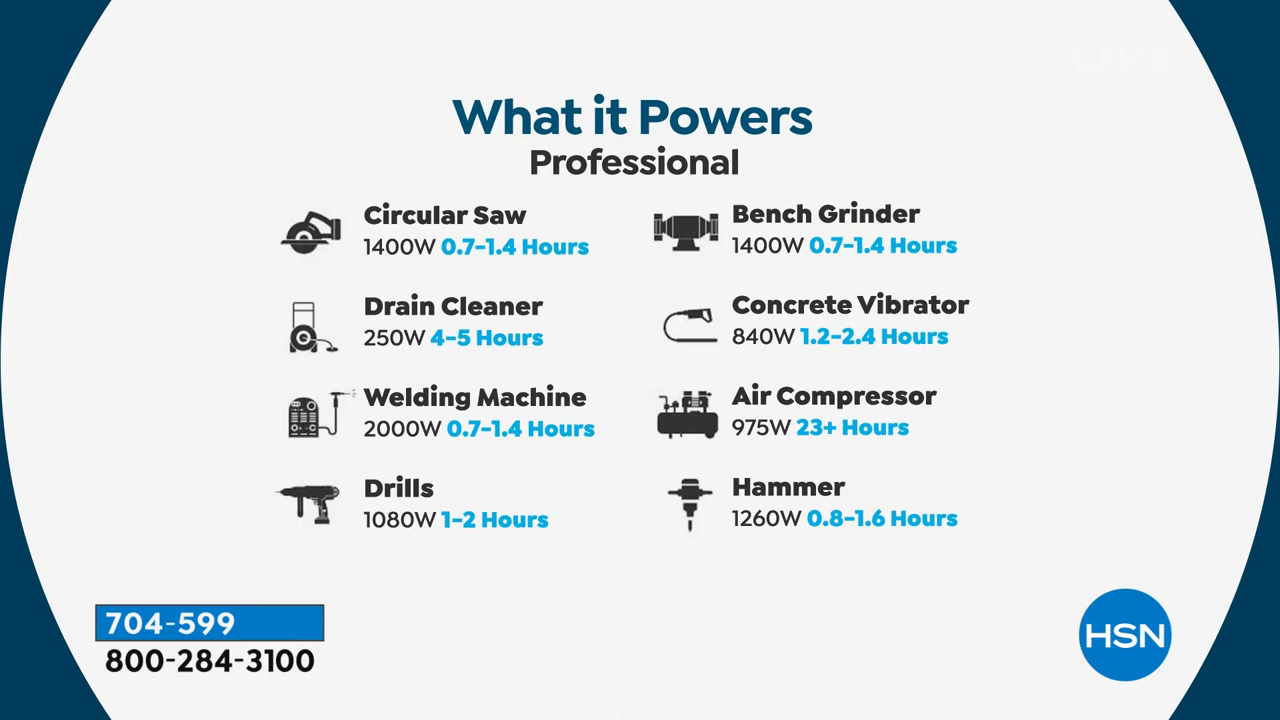 What it Powers
Professional
Circular Saw
1400W 0.7-1.4 Hours
Drain Cleaner
250W 4-5 Hours
Welding Machine
2000W 0.7-1.4 Hours
Drills
1080W 1-2 Hours
Bench Grinder
1400W 0.7-1.4 Hours
Concrete Vibrator
840W 1.2-2.4 Hours
Air Compressor
975W 23+ Hours
Hammer
1260W 0.8-1.6 Hours
704-599
800-284-3100
HSN